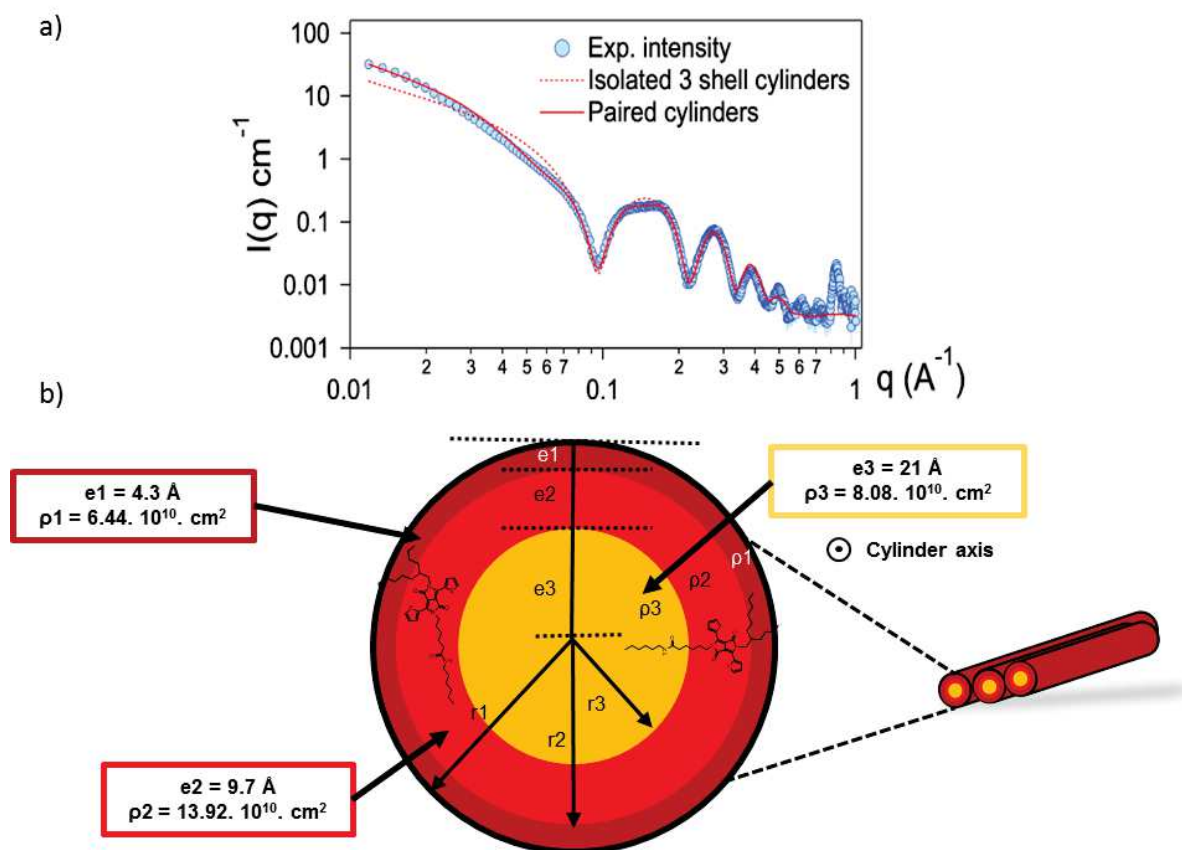 a)
100
10
1
0.1
0.01
0.001
I(q) cm⁻¹
Exp. intensity
Isolated 3 shell cylinders
Paired cylinders
2 3 4 5 6 7 2 3 4 5 6 7
0.01 0.1 1
q (A⁻¹)
b)
e1 = 4.3 Å
ρ1 = 6.44. 10¹⁰. cm²
e1
e2
e3
ρ1
ρ2
ρ3
r1
r2
r3
e3 = 21 Å
ρ3 = 8.08. 10¹⁰. cm²
Cylinder axis
e2 = 9.7 Å
ρ2 = 13.92. 10¹⁰. cm²